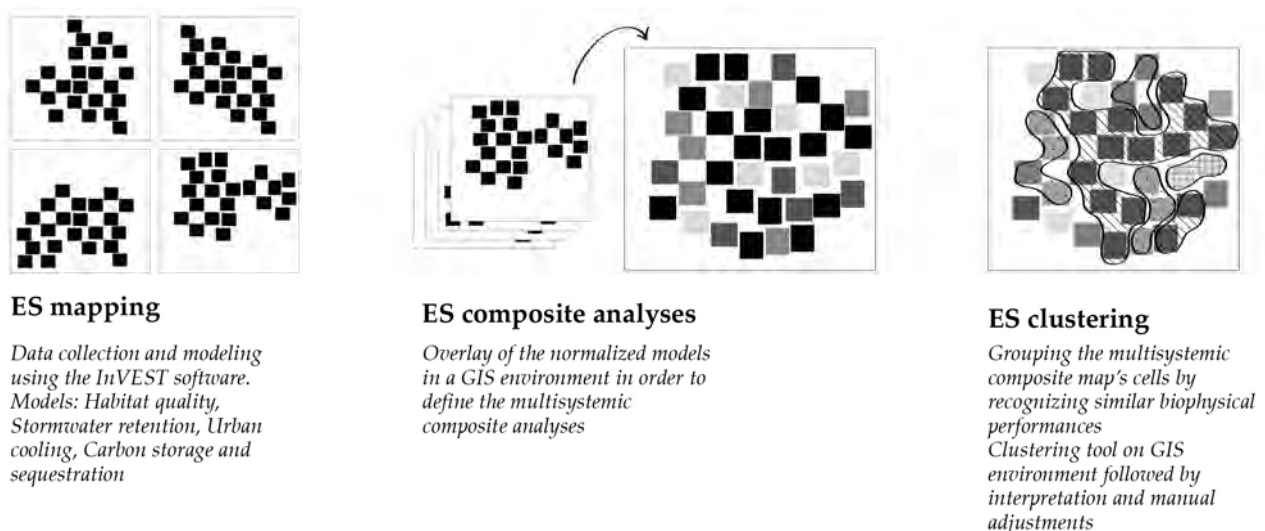 ES mapping
Data collection and modeling
using the InVEST software.
Models: Habitat quality,
Stormwater retention, Urban
cooling, Carbon storage and
sequestration
ES composite analyses
Overlay of the normalized models
in a GIS environment in order to
define the multisystemic
composite analyses
ES clustering
Grouping the multisystemic
composite map's cells by
recognizing similar biophysical
performances
Clustering tool on GIS
environment followed by
interpretation and manual
adjustments